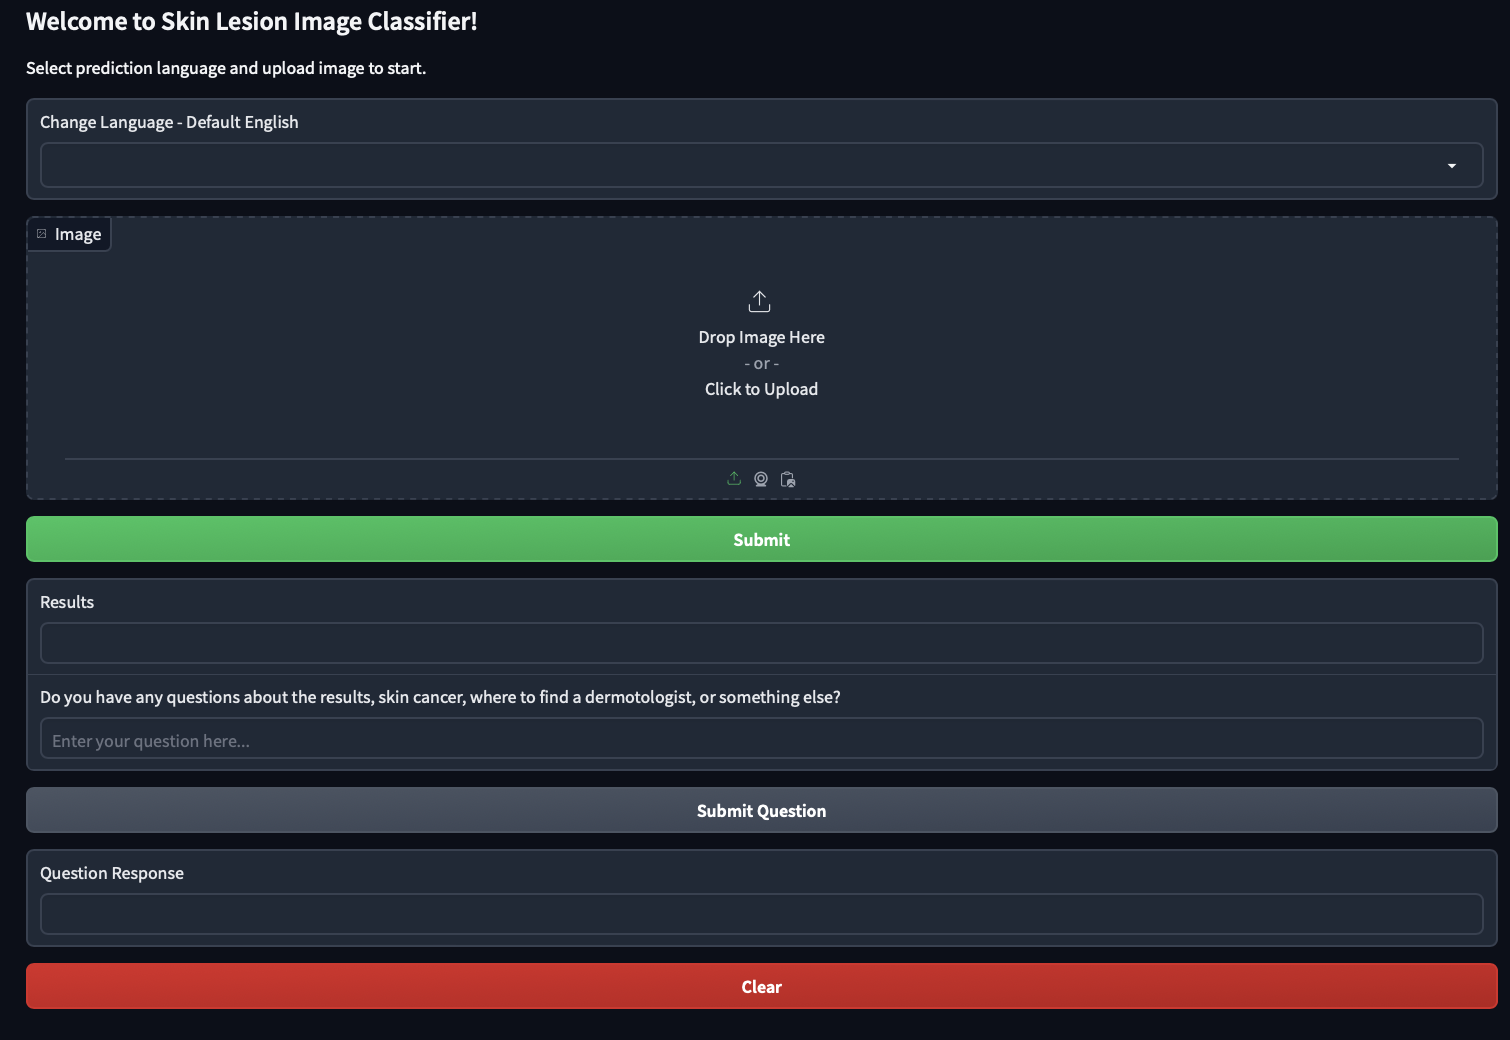 Welcome to Skin Lesion Image Classifier!
Select prediction language and upload image to start.
Change Language - Default English
Image
Drop Image Here
- or -
Click to Upload
Submit
Results
Do you have any questions about the results, skin cancer, where to find a dermotologist, or something else?
Enter your question here...
Submit Question
Question Response
Clear